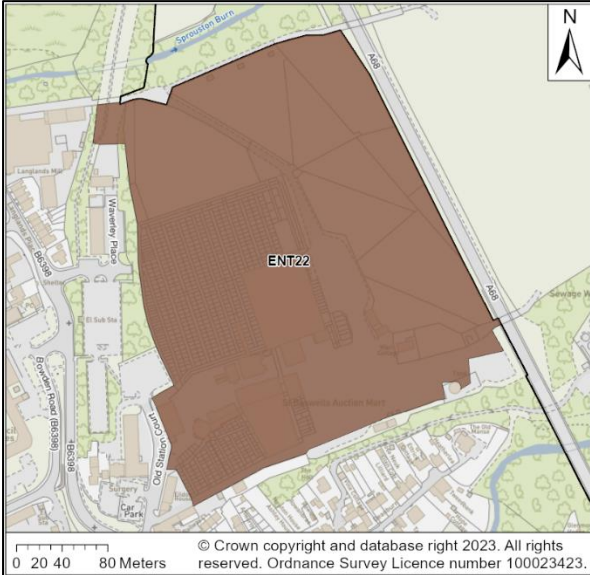 N
Sprouston Burn
A68
Langlands Mill
Waverley Place
B6398
ENT22
A68
El Sub Sta
Bowden Road (B6398)
B6398
Old Station Court
Auction Mart
Surgery
Car
Park
0 20 40 80 Meters
© Crown copyright and database right 2023. All rights
reserved. Ordnance Survey Licence number 100023423.